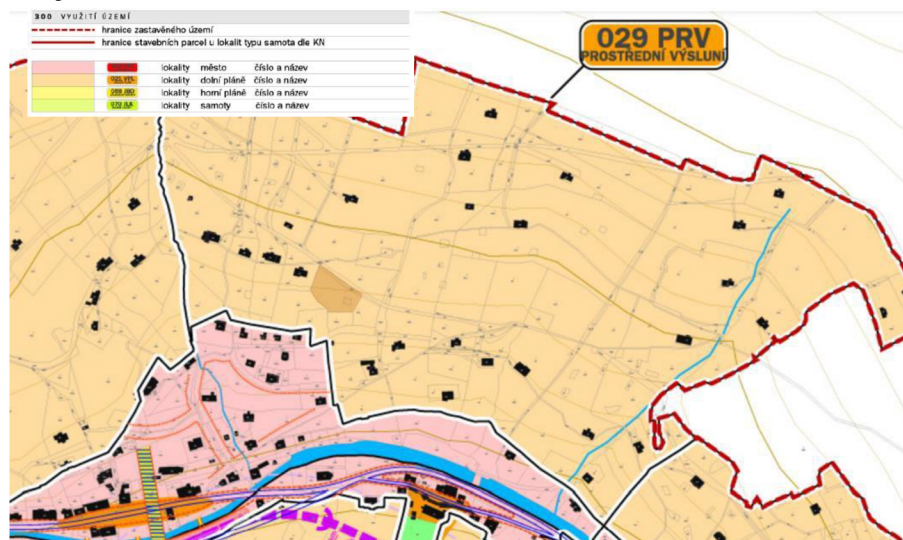 300 VYUŽITÍ ÚZEMÍ
hranice zastavěného území
hranice stavebních parcel u lokalit typu samota dle KN
lokality město číslo a název
lokality dolní pláně číslo a název
lokality horní pláně číslo a název
lokality samoty číslo a název
029 PRV
PROSTŘEDNÍ VÝSLUNÍ